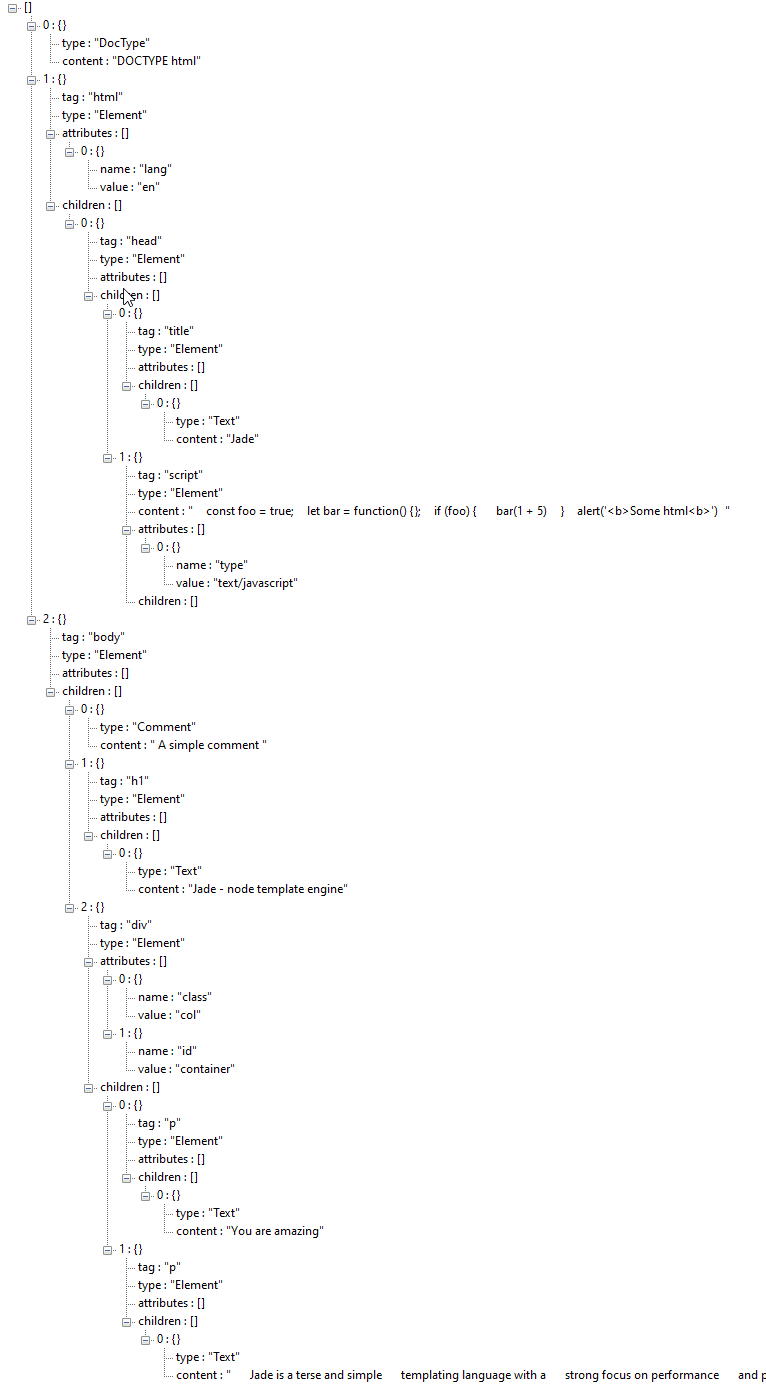 []
0 : {}
type : "DocType"
content : "DOCTYPE html"
1 : {}
tag : "html"
type : "Element"
attributes : []
0 : {}
name : "lang"
value : "en"
children : []
0 : {}
tag : "head"
type : "Element"
attributes : []
children : []
0 : {}
tag : "title"
type : "Element"
attributes : []
children : []
0 : {}
type : "Text"
content : "Jade"
1 : {}
tag : "script"
type : "Element"
content : "    const foo = true;    let bar = function() {};    if (foo) {      bar(1 + 5)    }    alert('<b>Some html<b>')  "
attributes : []
0 : {}
name : "type"
value : "text/javascript"
children : []
2 : {}
tag : "body"
type : "Element"
attributes : []
children : []
0 : {}
type : "Comment"
content : " A simple comment "
1 : {}
tag : "h1"
type : "Element"
attributes : []
children : []
0 : {}
type : "Text"
content : "Jade - node template engine"
2 : {}
tag : "div"
type : "Element"
attributes : []
0 : {}
name : "class"
value : "col"
1 : {}
name : "id"
value : "container"
children : []
0 : {}
tag : "p"
type : "Element"
attributes : []
children : []
0 : {}
type : "Text"
content : "You are amazing"
1 : {}
tag : "p"
type : "Element"
attributes : []
children : []
0 : {}
type : "Text"
content : "      Jade is a terse and simple      templating language with a      strong focus on performance      and